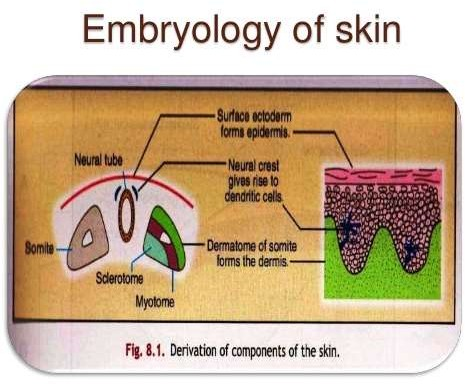 Embryology of skin
Surface ectoderm
forms epidermis.
Neural tube
Neural crest
gives rise to
dendritic cells.
Somite
Dermatome of somite
forms the dermis.
Sclerotome
Myotome
Fig. 8.1. Derivation of components of the skin.